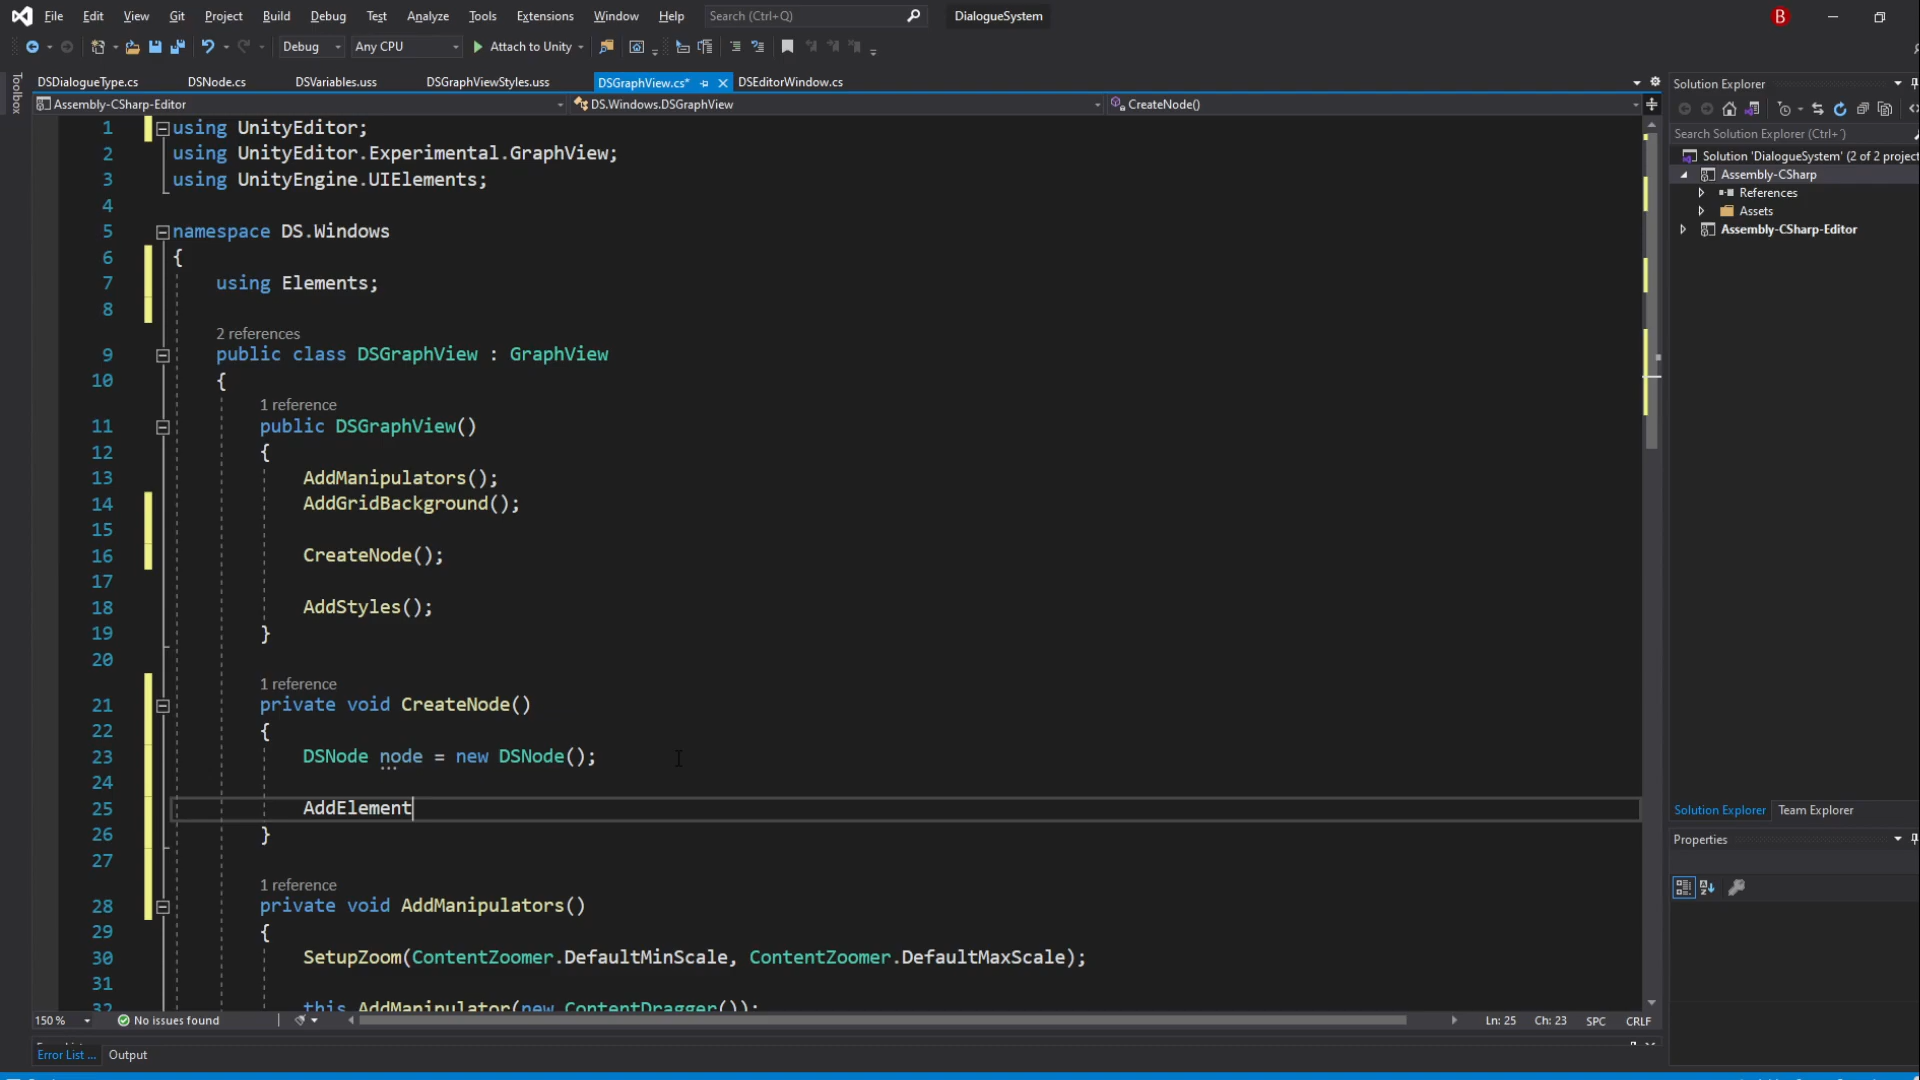 File Edit View Git Project Build Debug Test Analyze Tools Extensions Window Help Search (Ctrl+Q) DialogueSystem B
Debug Any CPU Attach to Unity
Toolbox
DSDialogueType.cs DSNode.cs DSVariables.uss DSGraphViewStyles.uss DSGraphView.cs* DSEditorWindow.cs
Assembly-CSharp-Editor DS.Windows.DSGraphView CreateNode()
1 using UnityEditor;
2 using UnityEditor.Experimental.GraphView;
3 using UnityEngine.UIElements;
4
5 namespace DS.Windows
6 {
7 using Elements;
8
2 references
9 public class DSGraphView : GraphView
10 {
1 reference
11 public DSGraphView()
12 {
13 AddManipulators();
14 AddGridBackground();
15
16 CreateNode();
17
18 AddStyles();
19 }
20
1 reference
21 private void CreateNode()
22 {
23 DSNode node = new DSNode();
24
25 AddElement
26 }
27
1 reference
28 private void AddManipulators()
29 {
30 SetupZoom(ContentZoomer.DefaultMinScale, ContentZoomer.DefaultMaxScale);
31
32 this.AddManipulator(new ContentDragger());
150 % No issues found Ln: 25 Ch: 23 SPC CRLF
Error List ... Output
Solution Explorer
Search Solution Explorer (Ctrl+')
Solution 'DialogueSystem' (2 of 2 project
Assembly-CSharp
References
Assets
Assembly-CSharp-Editor
Solution Explorer Team Explorer
Properties